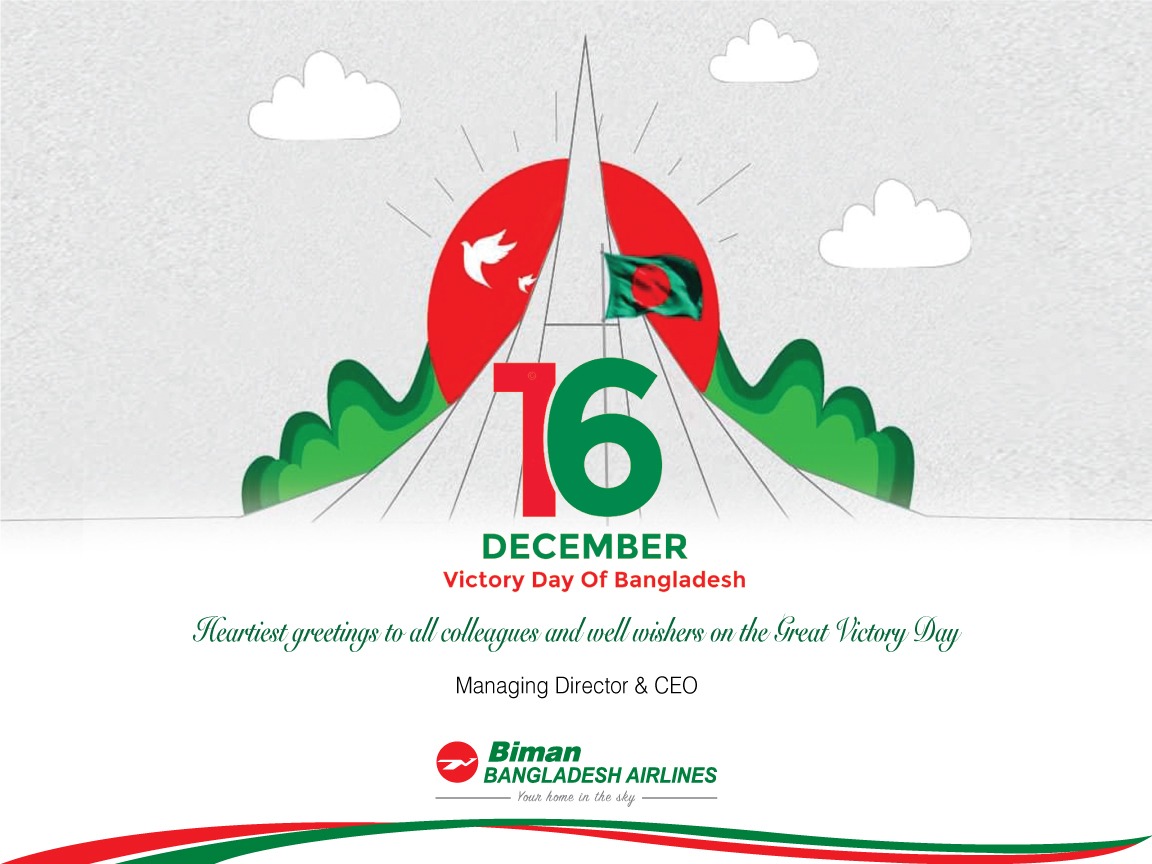 16
DECEMBER
Victory Day Of Bangladesh
Heartiest greetings to all colleagues and well wishers on the Great Victory Day
Managing Director & CEO
Biman
BANGLADESH AIRLINES
Your home in the sky